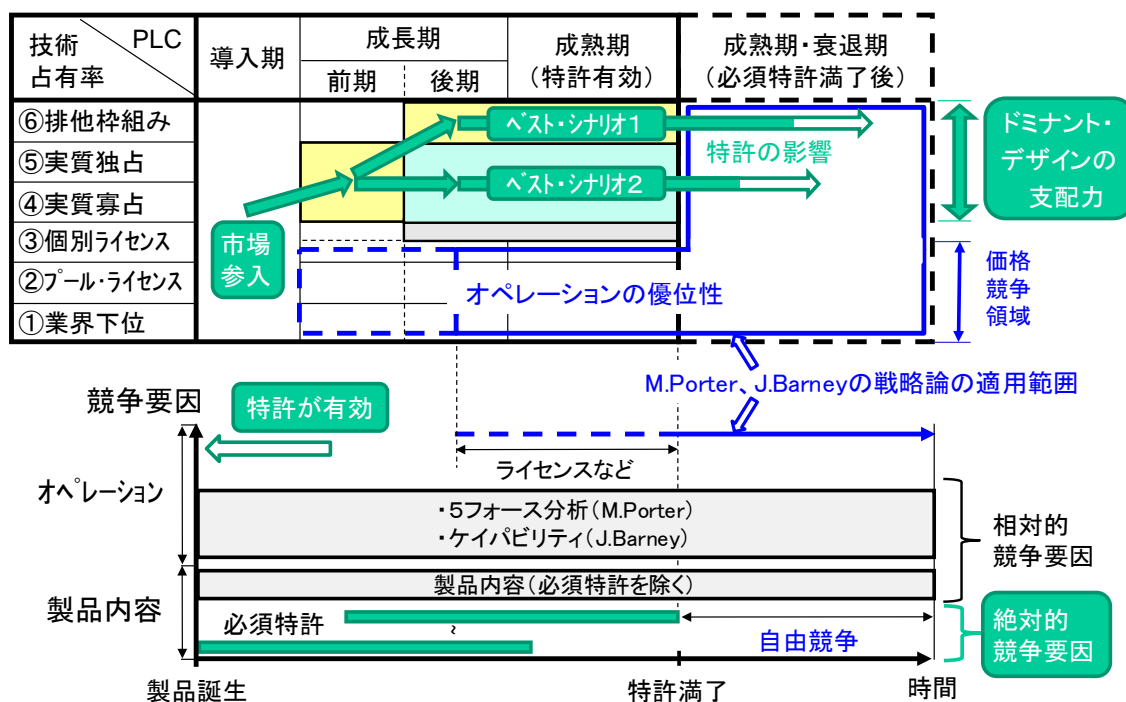 技術
占有率
PLC
導入期
成長期
前期
後期
成熟期
(特許有効)
成熟期・衰退期
(必須特許満了後)
⑥排他枠組み
⑤実質独占
④実質寡占
③個別ライセンス
②プール・ライセンス
①業界下位
ベスト・シナリオ1
特許の影響
ベスト・シナリオ2
市場
参入
オペレーションの優位性
ドミナント・
デザインの
支配力
価格
競争
領域
M.Porter、J.Barneyの戦略論の適用範囲
競争要因
特許が有効
ライセンスなど
オペレーション
・5フォース分析(M.Porter)
・ケイパビリティ(J.Barney)
相対的
競争要因
製品内容
製品内容(必須特許を除く)
必須特許
~
自由競争
絶対的
競争要因
製品誕生
特許満了
時間